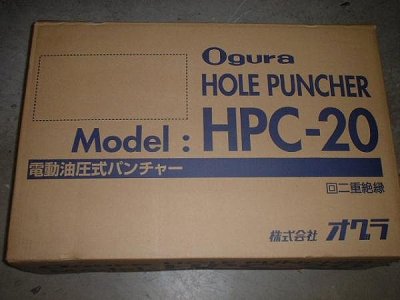 Ogura
HOLE PUNCHER
Model : HPC-20
電動油圧式パンチャー
回二重絶縁
株式会社 オグラ